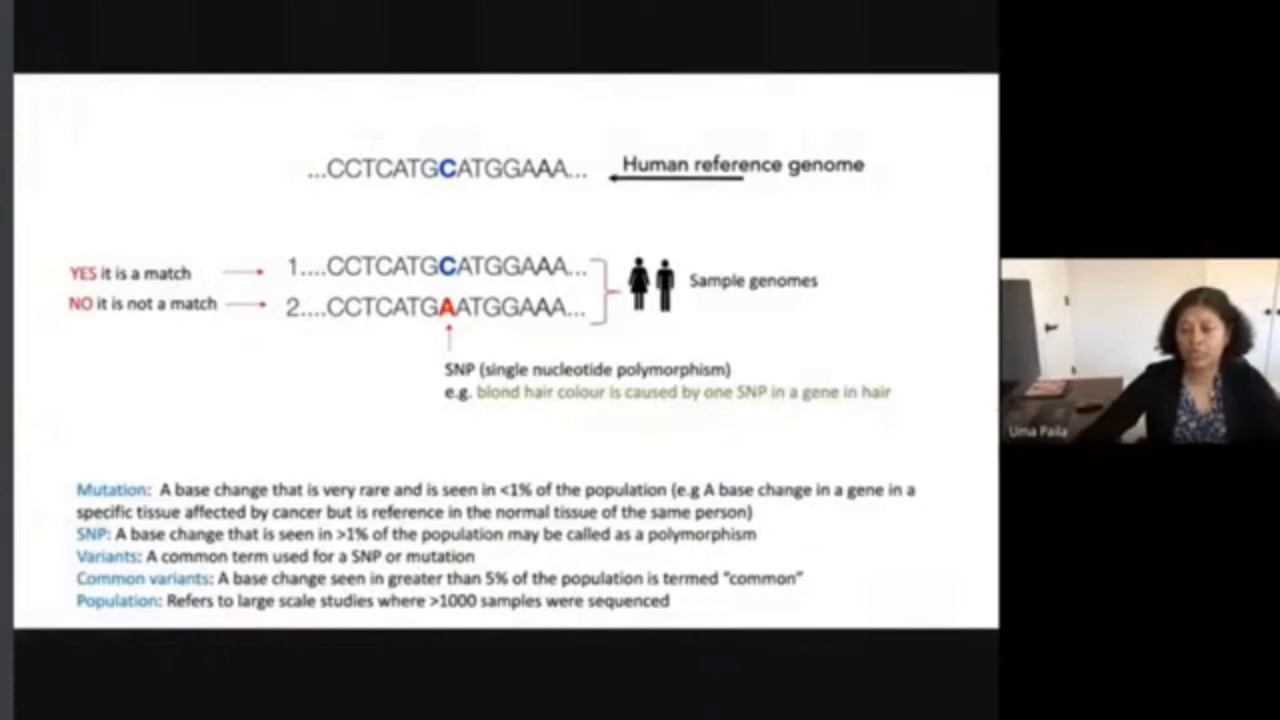 ...CCTCATGCATGGAAA...
Human reference genome
YES it is a match
1....CCTCATGCATGGAAA...
NO it is not a match
2....CCTCATGAATGGAAA...
Sample genomes
SNP (single nucleotide polymorphism)
e.g. blond hair colour is caused by one SNP in a gene in hair
Mutation: A base change that is very rare and is seen in <1% of the population (e.g A base change in a gene in a
specific tissue affected by cancer but is reference in the normal tissue of the same person)
SNP: A base change that is seen in >1% of the population may be called as a polymorphism
Variants: A common term used for a SNP or mutation
Common variants: A base change seen in greater than 5% of the population is termed "common"
Population: Refers to large scale studies where >1000 samples were sequenced
Uma Paila